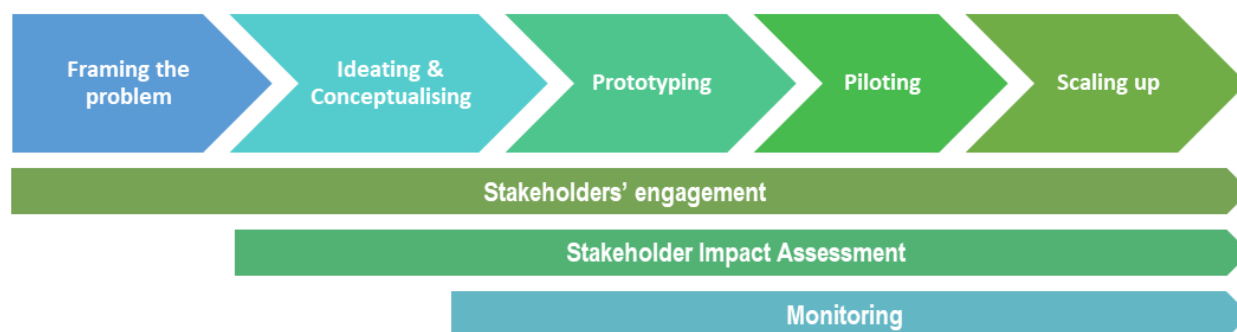 Framing the
problem
Ideating &
Conceptualising
Prototyping
Piloting
Scaling up
Stakeholders’ engagement
Stakeholder Impact Assessment
Monitoring